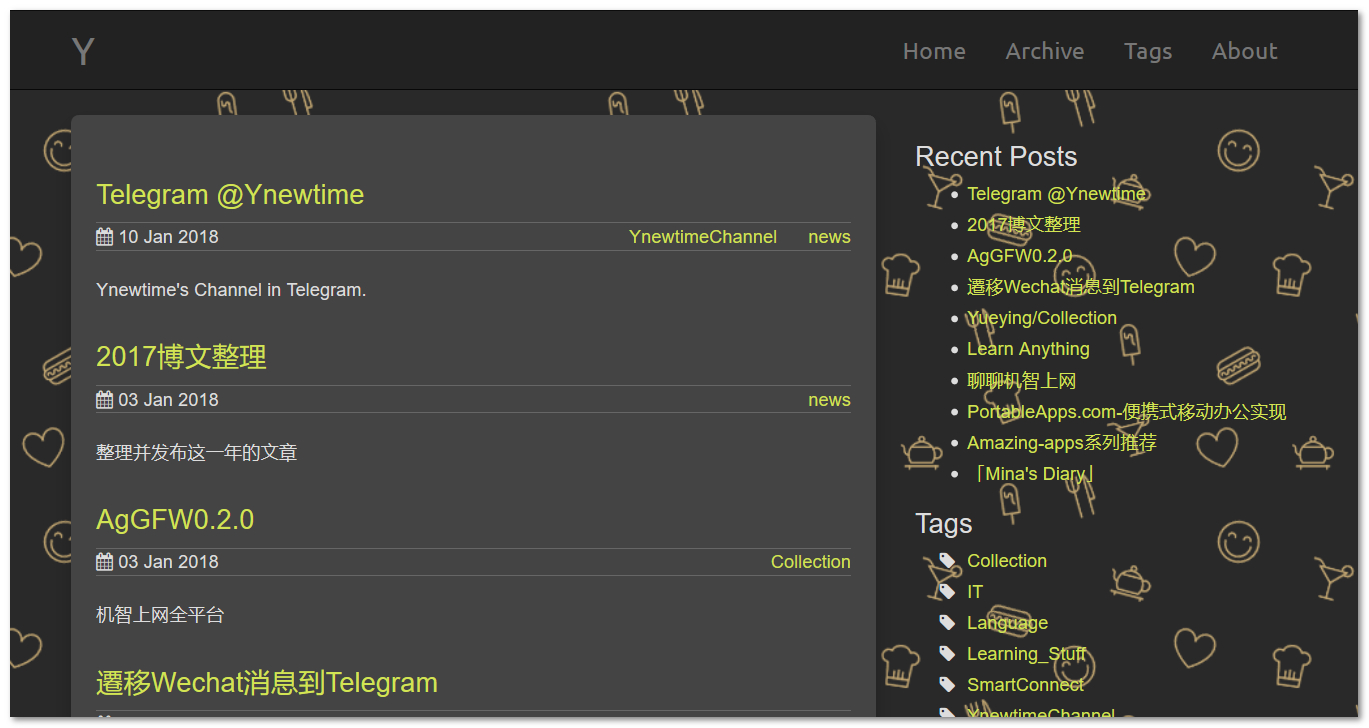 Y
Home Archive Tags About
Telegram @Ynewtime
10 Jan 2018 YnewtimeChannel news
Ynewtime's Channel in Telegram.
2017博文整理
03 Jan 2018 news
整理并发布这一年的文章
AgGFW0.2.0
03 Jan 2018 Collection
机智上网全平台
遷移Wechat消息到Telegram
Recent Posts
Telegram @Ynewtime
2017博文整理
AgGFW0.2.0
遷移Wechat消息到Telegram
Yueying/Collection
Learn Anything
聊聊机智上网
PortableApps.com-便携式移动办公实现
Amazing-apps系列推荐
「Mina's Diary」
Tags
Collection
IT
Language
Learning_Stuff
SmartConnect
YnewtimeChannel